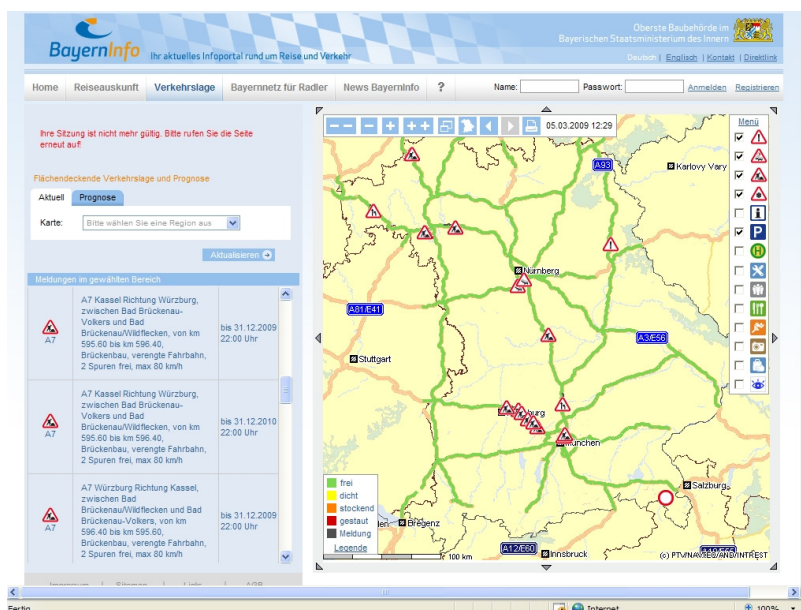 Oberste Baubehörde im
Bayerischen Staatsministerium des Innern
BayernInfo
Ihr aktuelles Infoportal rund um Reise und Verkehr
Deutsch | Englisch | Kontakt | Direktlink
Home Reiseauskunft Verkehrslage Bayernnetz für Radler News BayernInfo ? Name: Passwort: Anmelden Registrieren
Ihre Sitzung ist nicht mehr gültig. Bitte rufen Sie die Seite
erneut auf!
Flächendeckende Verkehrslage und Prognose
Aktuell Prognose
Karte: Bitte wählen Sie eine Region aus
Aktualisieren
Meldungen im gewählten Bereich
A7 Kassel Richtung Würzburg,
zwischen Bad Brückenau-
Volkers und Bad
Brückenau/Wildflecken, von km
595.60 bis km 596.40,
Brückenbau, verengte Fahrbahn,
2 Spuren frei, max 80 km/h
A7
bis 31.12.2009
22:00 Uhr
A7 Kassel Richtung Würzburg,
zwischen Bad Brückenau-
Volkers und Bad
Brückenau/Wildflecken, von km
595.60 bis km 596.40,
Brückenbau, verengte Fahrbahn,
2 Spuren frei, max 80 km/h
A7
bis 31.12.2010
22:00 Uhr
A7 Würzburg Richtung Kassel,
zwischen Bad
Brückenau/Wildflecken und Bad
Brückenau-Volkers, von km
596.40 bis km 595.60,
Brückenbau, verengte Fahrbahn,
2 Spuren frei, max 80 km/h
A7
bis 31.12.2009
22:00 Uhr
05.03.2009 12:29
Menü
A93
Karlovy Vary
Nürnberg
A81/E41
A3/E56
Stuttgart
burg
München
Salzburg
Bregenz
A12/E60
Innsbruck
frei
dicht
stockend
gestaut
Meldung
Legende
100 km
(c) PTV/NAVTEQ/AND/INTREST
Impressum | Sitemap | Links | AGB
Fertig
Internet
100%